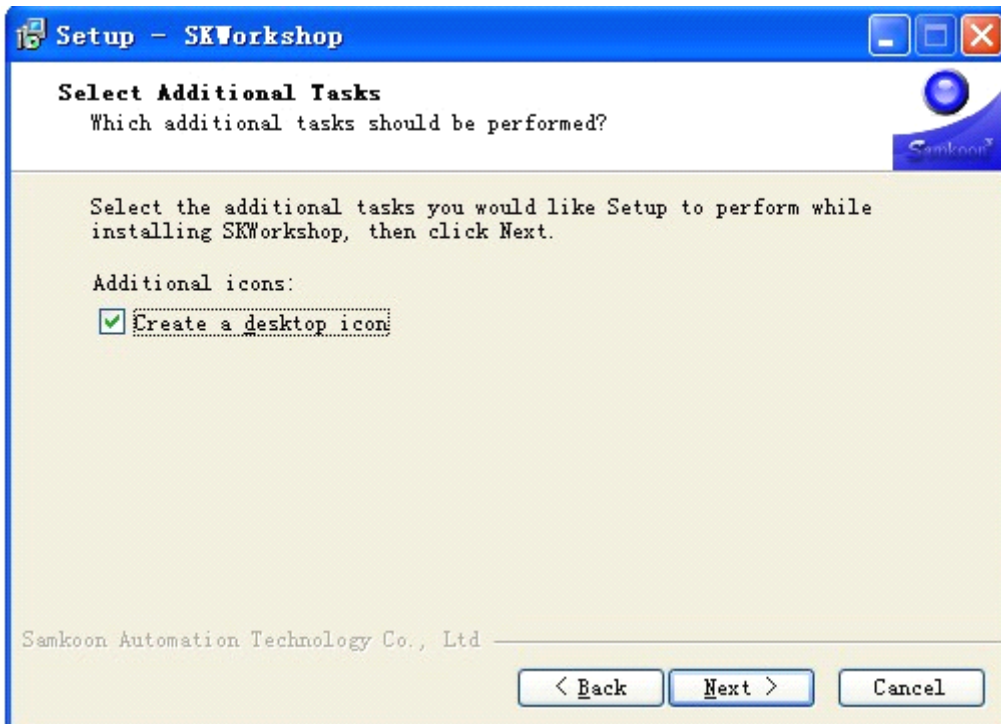 Setup - SKWorkshop
Select Additional Tasks
Which additional tasks should be performed?
Samkoon
Select the additional tasks you would like Setup to perform while
installing SKWorkshop, then click Next.
Additional icons:
Create a desktop icon
Samkoon Automation Technology Co., Ltd
< Back
Next >
Cancel